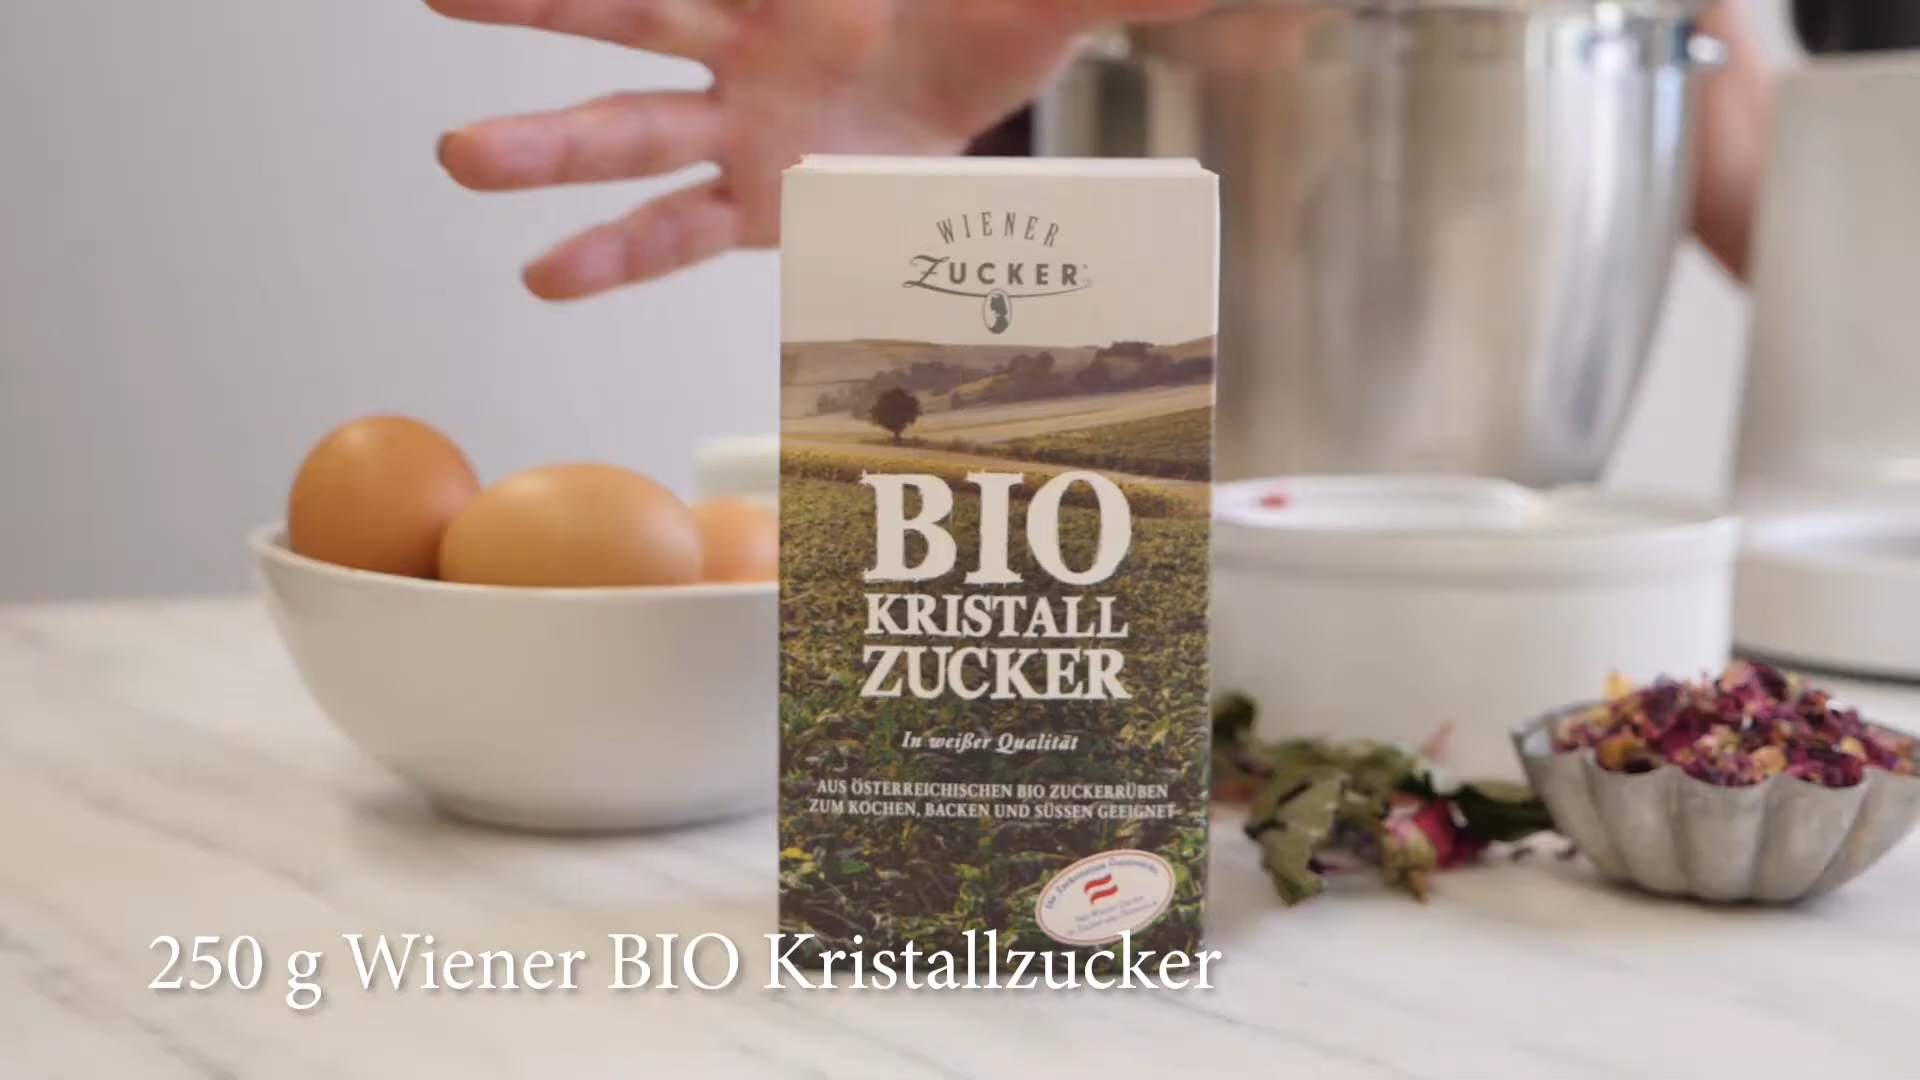 WIENER
ZUCKER
BIO
KRISTALL
ZUCKER
In weißer Qualität
AUS ÖSTERREICHISCHEN BIO ZUCKERRÜBEN
ZUM KOCHEN, BACKEN UND SÜSSEN GEEIGNET
250 g Wiener BIO Kristallzucker